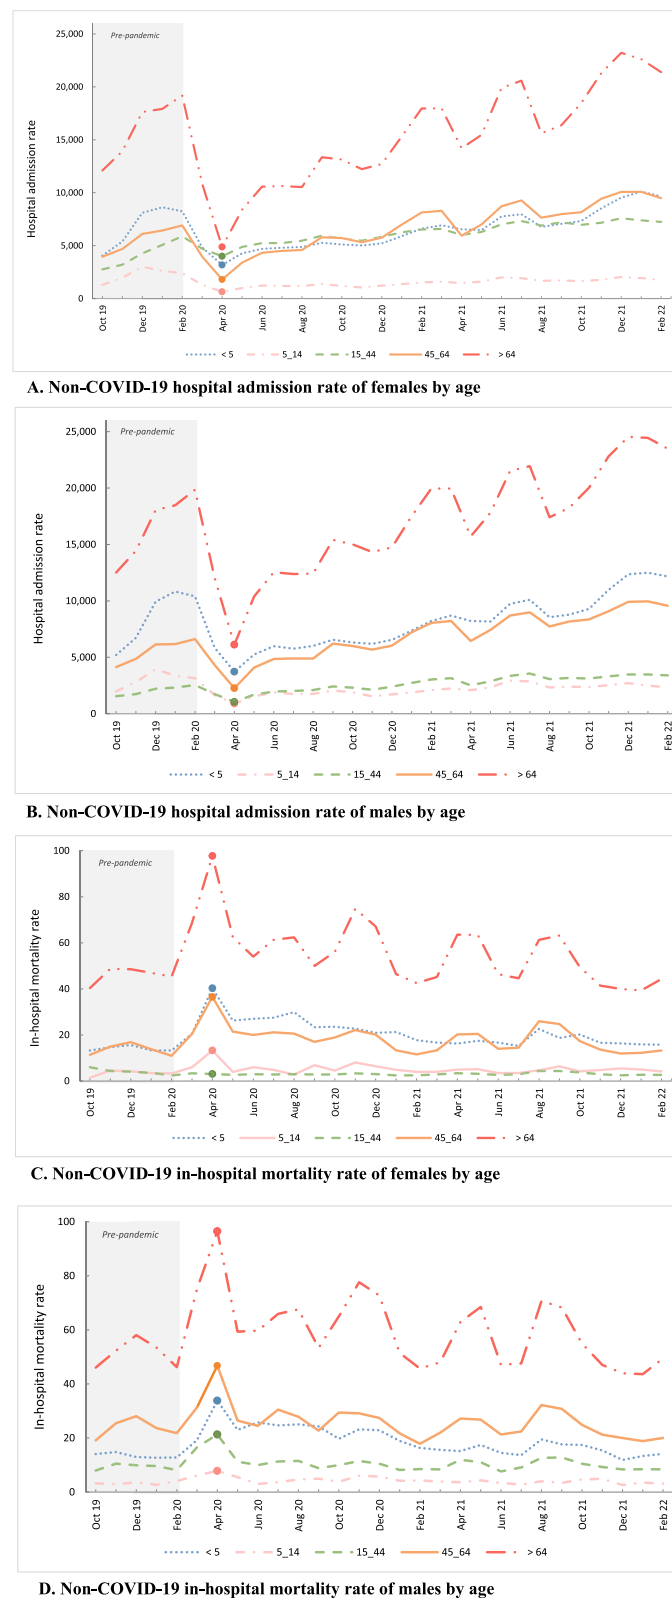 Pre-pandemic
Hospital admission rate
25,000
20,000
15,000
10,000
5,000
0
Oct 19 Dec 19 Feb 20 Apr 20 Jun 20 Aug 20 Oct 20 Dec 20 Feb 21 Apr 21 Jun 21 Aug 21 Oct 21 Dec 21 Feb 22
< 5 5_14 15_44 45_64 > 64
A. Non-COVID-19 hospital admission rate of females by age
Pre-pandemic
Hospital admission rate
25,000
20,000
15,000
10,000
5,000
0
Oct 19 Dec 19 Feb 20 Apr 20 Jun 20 Aug 20 Oct 20 Dec 20 Feb 21 Apr 21 Jun 21 Aug 21 Oct 21 Dec 21 Feb 22
< 5 5_14 15_44 45_64 > 64
B. Non-COVID-19 hospital admission rate of males by age
Pre-pandemic
In-hospital mortality rate
100
80
60
40
20
0
Oct 19 Dec 19 Feb 20 Apr 20 Jun 20 Aug 20 Oct 20 Dec 20 Feb 21 Apr 21 Jun 21 Aug 21 Oct 21 Dec 21 Feb 22
< 5 5_14 15_44 45_64 > 64
C. Non-COVID-19 in-hospital mortality rate of females by age
Pre-pandemic
In-hospital mortality rate
100
80
60
40
20
0
Oct 19 Dec 19 Feb 20 Apr 20 Jun 20 Aug 20 Oct 20 Dec 20 Feb 21 Apr 21 Jun 21 Aug 21 Oct 21 Dec 21 Feb 22
< 5 5_14 15_44 45_64 > 64
D. Non-COVID-19 in-hospital mortality rate of males by age